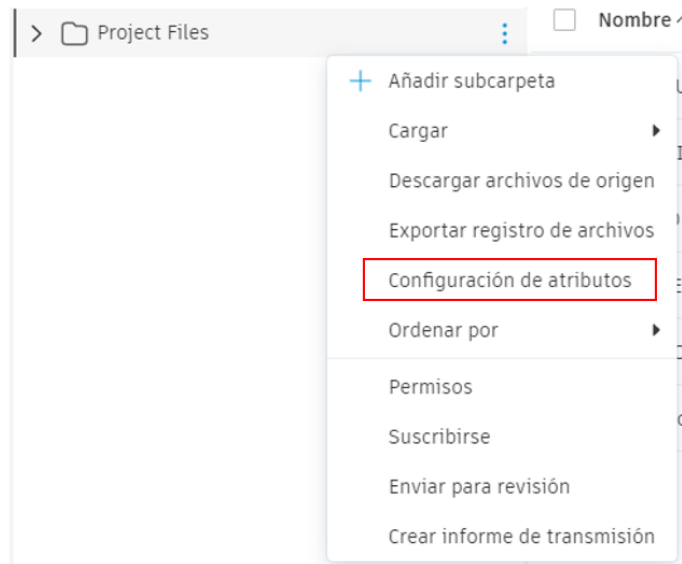 Project Files
Nombre
Añadir subcarpeta
Cargar
Descargar archivos de origen
Exportar registro de archivos
Configuración de atributos
Ordenar por
Permisos
Suscribirse
Enviar para revisión
Crear informe de transmisión